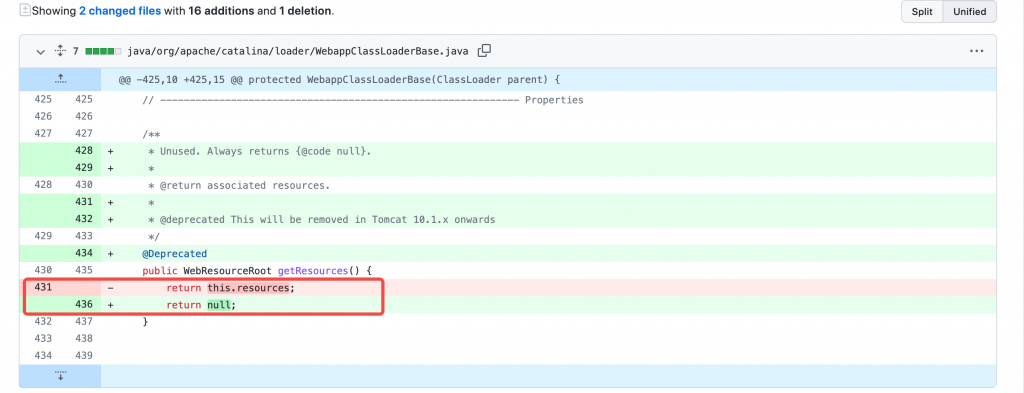 Showing 2 changed files with 16 additions and 1 deletion.
Split Unified
7 java/org/apache/catalina/loader/WebappClassLoaderBase.java
@@ -425,10 +425,15 @@ protected WebappClassLoaderBase(ClassLoader parent) {
425 425 // ------------------------------------------------------------- Properties
426 426
427 427 /**
428 + * Unused. Always returns {@code null}.
429 + *
428 430 * @return associated resources.
431 + *
432 + * @deprecated This will be removed in Tomcat 10.1.x onwards
429 433 */
434 + @Deprecated
430 435 public WebResourceRoot getResources() {
431 - return this.resources;
436 + return null;
432 437 }
433 438
434 439